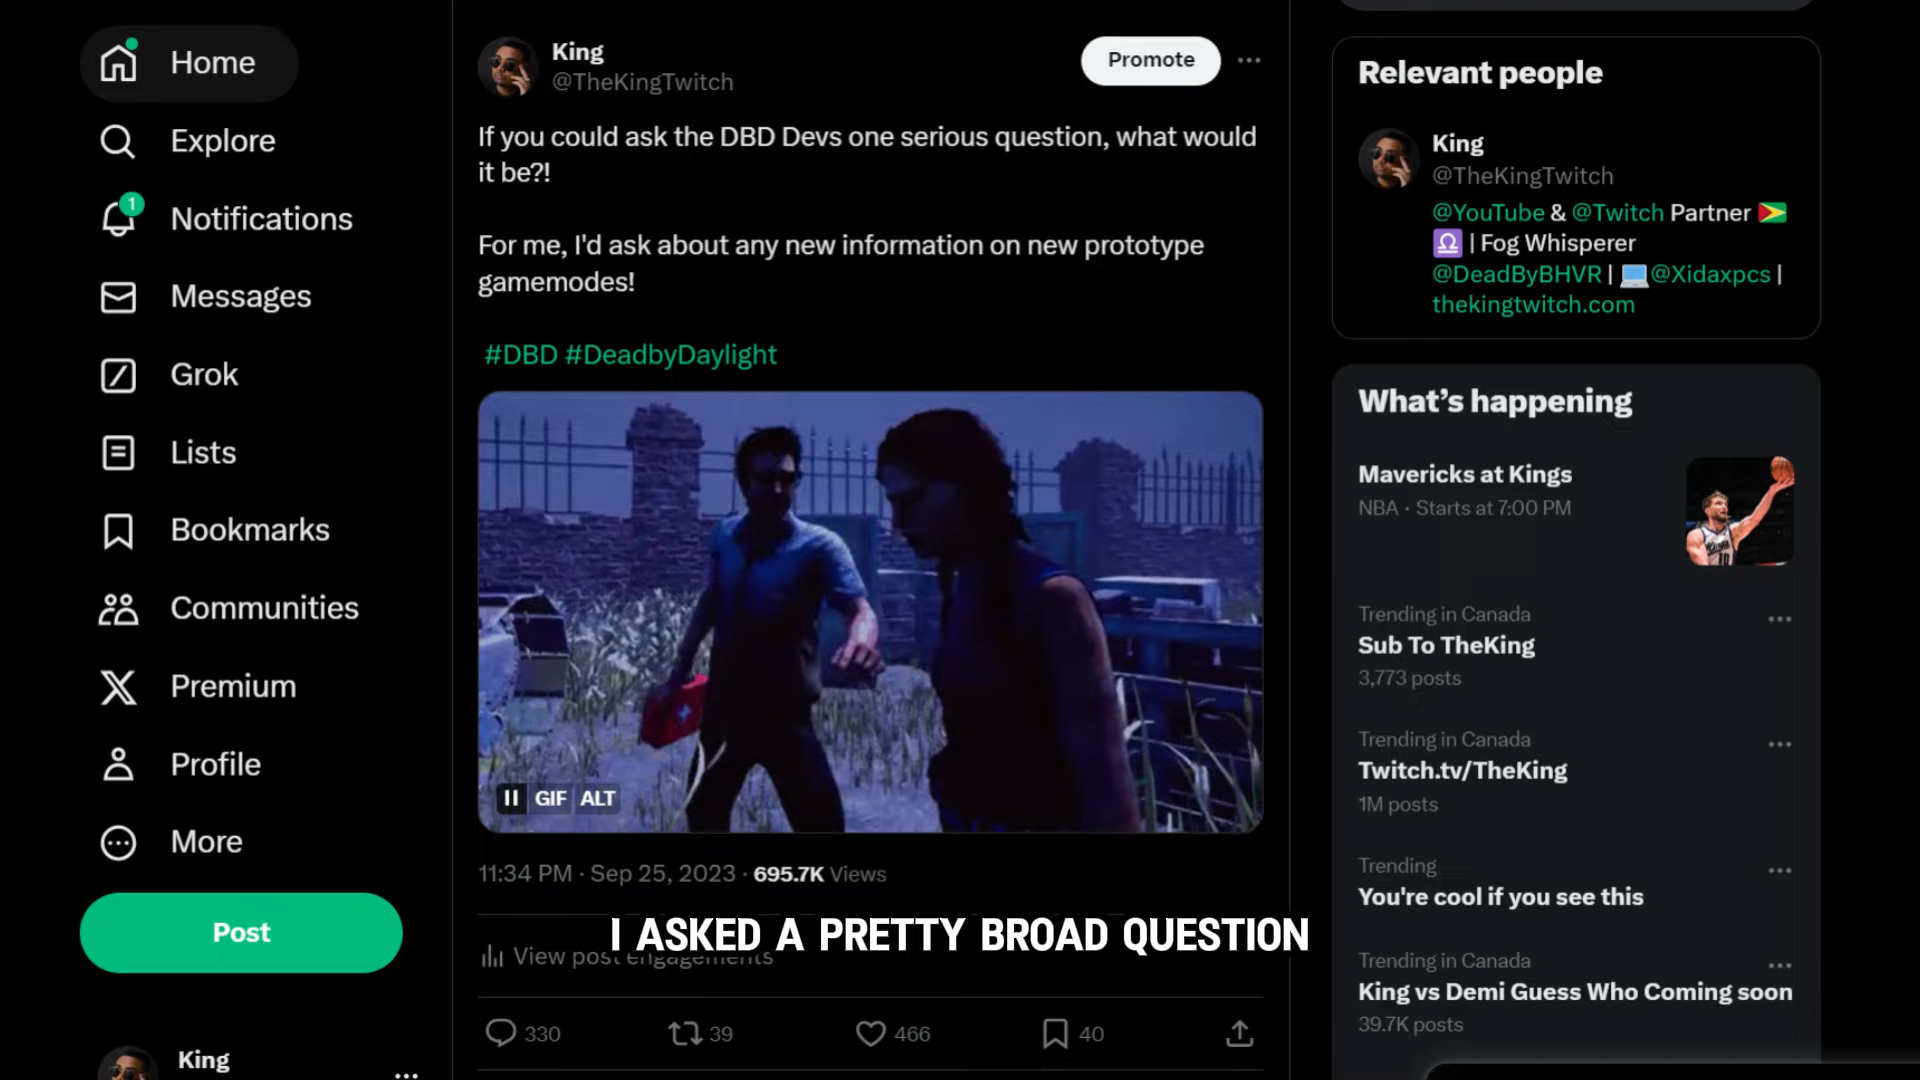 Home
Explore
1
Notifications
Messages
Grok
Lists
Bookmarks
Communities
Premium
Profile
More
Post
King
King
@TheKingTwitch
Promote
If you could ask the DBD Devs one serious question, what would
it be?!
For me, I'd ask about any new information on new prototype
gamemodes!
#DBD #DeadbyDaylight
GIF ALT
11:34 PM · Sep 25, 2023 · 695.7K Views
I ASKED A PRETTY BROAD QUESTION
View post engagements
330
39
466
40
Relevant people
King
@TheKingTwitch
@YouTube & @Twitch Partner
| Fog Whisperer
@DeadByBHVR | @Xidaxpcs |
thekingtwitch.com
What's happening
Mavericks at Kings
NBA · Starts at 7:00 PM
Trending in Canada
Sub To TheKing
3,773 posts
Trending in Canada
Twitch.tv/TheKing
1M posts
Trending
You're cool if you see this
Trending in Canada
King vs Demi Guess Who Coming soon
39.7K posts